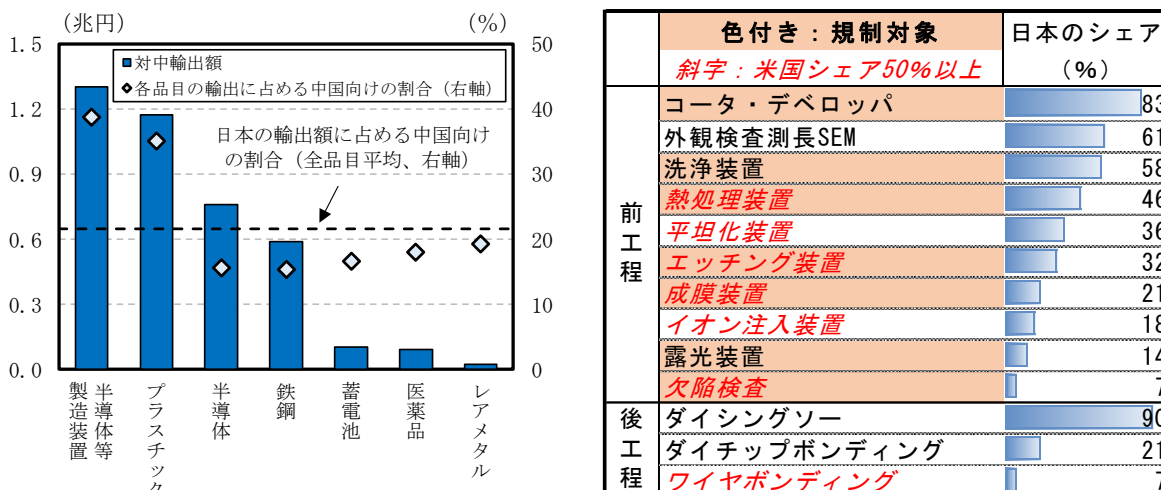 (兆円)
(%)
1.5
1.2
0.9
0.6
0.3
0.0
50
40
30
20
10
0
対中輸出額
各品目の輸出に占める中国向けの割合（右軸）
日本の輸出額に占める中国向け
の割合（全品目平均、右軸）
半導体等
製造装置
プラスチック
半導体
鉄鋼
蓄電池
医薬品
レアメタル
色付き：規制対象
日本のシェア
斜字：米国シェア50%以上
(%)
前工程
コータ・デベロッパ 83
外観検査測長SEM 61
洗浄装置 58
熱処理装置 46
平坦化装置 36
エッチング装置 32
成膜装置 21
イオン注入装置 18
露光装置 14
欠陥検査 7
後工程
ダイシングソー 90
ダイチップボンディング 21
ワイヤボンディング 7